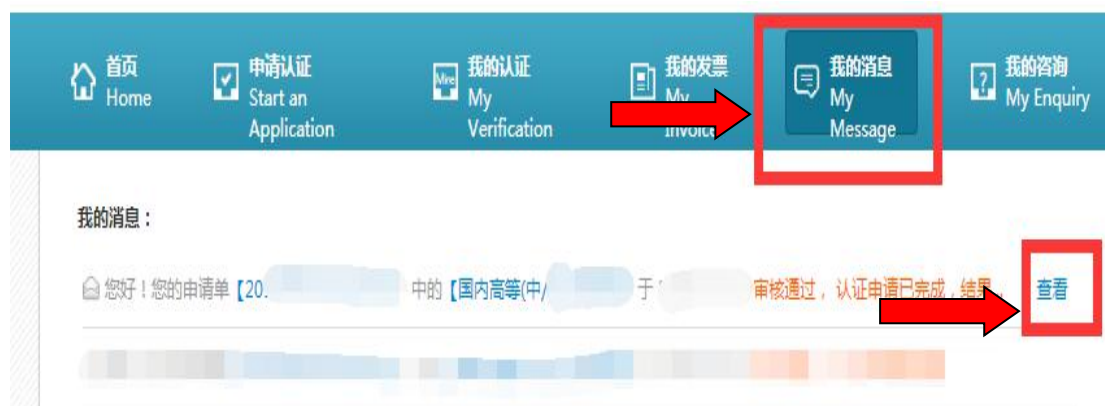 首页
Home
申请认证
Start an
Application
我的认证
My
Verification
我的发票
My
Invoice
我的消息
My
Message
我的咨询
My Enquiry
我的消息：
您好！您的申请单【20. 中的【国内高等(中/ 于 审核通过， 认证申请已完成，结果 查看